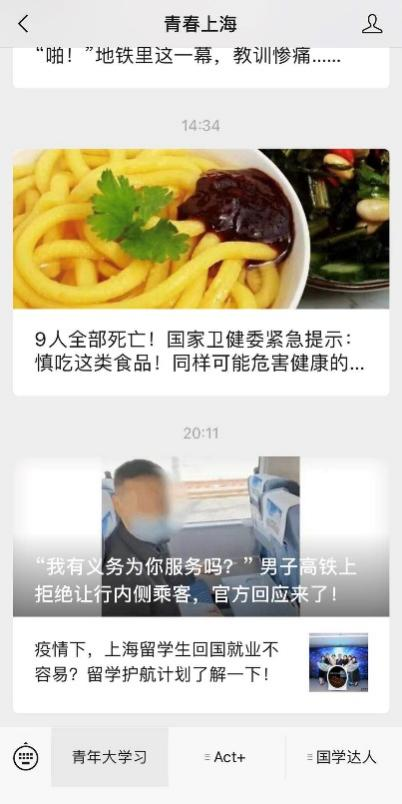 青春上海
“啪！”地铁里这一幕，教训惨痛……
14:34
9人全部死亡！国家卫健委紧急提示：
慎吃这类食品！同样可能危害健康的...
20:11
“我有义务为你服务吗？”男子高铁上
拒绝让行内侧乘客，官方回应来了！
疫情下，上海留学生回国就业不
容易？留学护航计划了解一下！
青年大学习
Act+
国学达人